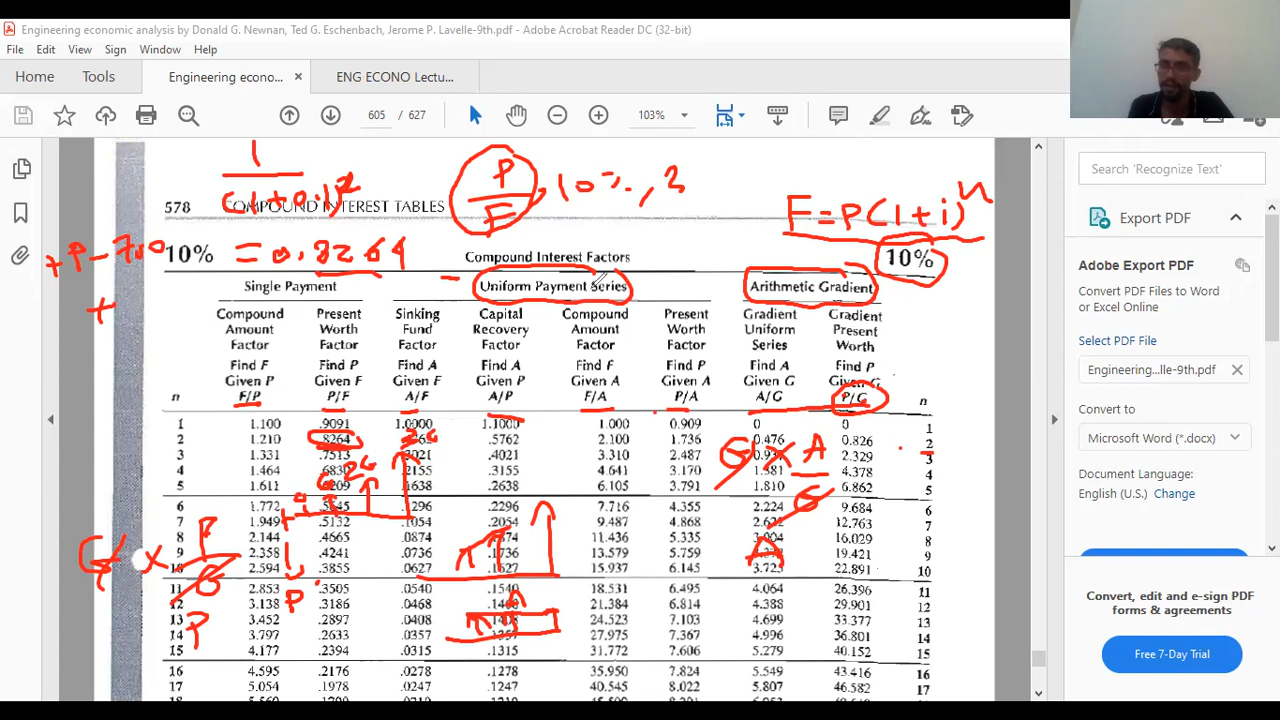 Engineering economic analysis by Donald G. Newnan, Ted G. Eschenbach, Jerome P. Lavelle-9th.pdf - Adobe Acrobat Reader DC (32-bit)
File Edit View Sign Window Help
Home Tools Engineering econo... × ENG ECONO Lectu...
605 / 627 103%
Search 'Recognize Text'
Export PDF
Adobe Export PDF
Convert PDF Files to Word or Excel Online
Select PDF File
Engineering...lle-9th.pdf ×
Convert to
Microsoft Word (*.docx)
Document Language:
English (U.S.) Change
Convert, edit and e-sign PDF
forms & agreements
Free 7-Day Trial
1
P
, 10%, 2
F
F=P(1+i)^n
578 COMPOUND INTEREST TABLES
10% = 0.8264 Compound Interest Factors 10%
Single Payment Uniform Payment Series Arithmetic Gradient
Compound Present Sinking Capital Compound Present Gradient Gradient
Amount Worth Fund Recovery Amount Worth Uniform Present
Factor Factor Factor Factor Factor Factor Series Worth
Find F Find P Find A Find A Find F Find P Find A Find P
Given P Given F Given F Given P Given A Given A Given G Given G
n F/P P/F A/F A/P F/A P/A A/G P/G n
1 1.100 .9091 1.0000 1.1000 1.000 0.909 0 0 1
2 1.210 .8264 .5762 2.100 1.736 0.476 0.826 2
3 1.331 .7513 .4021 3.310 2.487 2.329 3
4 1.464 .6830 .2155 .3155 4.641 3.170 1.381 4.378 4
5 1.611 .1638 .2638 6.105 3.791 1.810 6.862 5
6 1.772 .1296 .2296 7.716 4.355 2.224 9.684 6
7 1.949 .5132 .1054 .2054 9.487 4.868 12.763 7
8 2.144 .4665 .0874 11.436 5.335 16.029 8
9 2.358 .4241 .0736 .1736 13.579 5.759 19.421 9
10 2.594 .3855 .0627 .1627 15.937 6.145 3.725 22.891 10
11 2.853 .3505 .0540 .1540 18.531 6.495 4.064 26.396 11
12 3.138 .3186 .0468 21.384 6.814 4.388 29.901 12
13 3.452 .2897 .0408 24.523 7.103 4.699 33.377 13
14 3.797 .2633 .0357 27.975 7.367 4.996 36.801 14
15 4.177 .2394 .0315 .1315 31.772 7.606 5.279 40.152 15
16 4.595 .2176 .0278 .1278 35.950 7.824 5.549 43.416 16
17 5.054 .1978 .0247 .1247 40.545 8.022 5.807 46.582 17